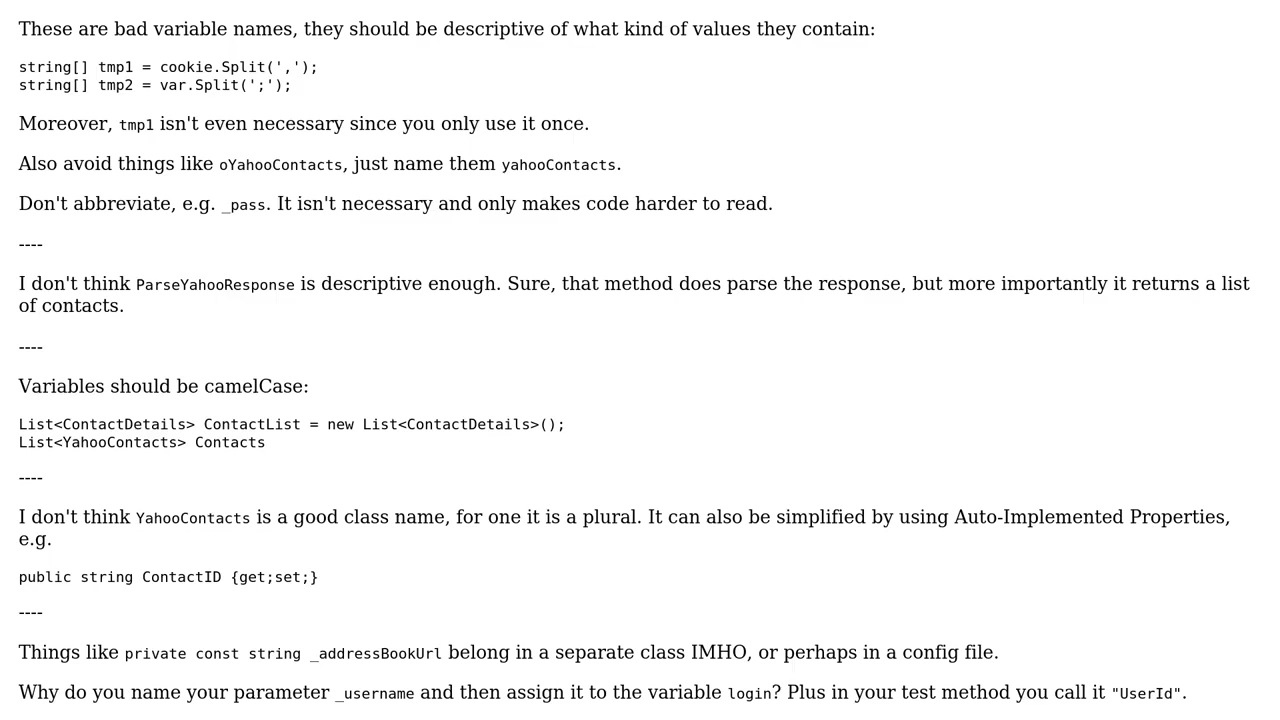 These are bad variable names, they should be descriptive of what kind of values they contain:
string[] tmp1 = cookie.Split(',');
string[] tmp2 = var.Split(';');
Moreover, tmp1 isn't even necessary since you only use it once.
Also avoid things like oYahooContacts, just name them yahooContacts.
Don't abbreviate, e.g. _pass. It isn't necessary and only makes code harder to read.
----
I don't think ParseYahooResponse is descriptive enough. Sure, that method does parse the response, but more importantly it returns a list
of contacts.
----
Variables should be camelCase:
List<ContactDetails> ContactList = new List<ContactDetails>();
List<YahooContacts> Contacts
----
I don't think YahooContacts is a good class name, for one it is a plural. It can also be simplified by using Auto-Implemented Properties,
e.g.
public string ContactID {get;set;}
----
Things like private const string _addressBookUrl belong in a separate class IMHO, or perhaps in a config file.
Why do you name your parameter _username and then assign it to the variable login? Plus in your test method you call it "UserId".